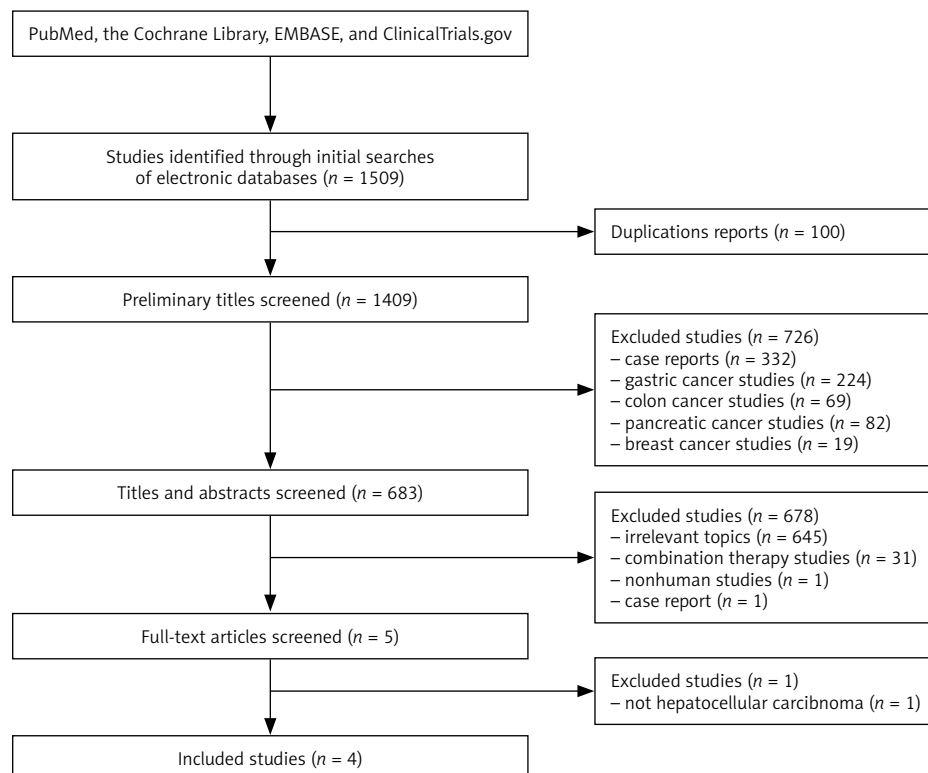 PubMed, the Cochrane Library, EMBASE, and ClinicalTrials.gov
Studies identified through initial searches
of electronic databases (n = 1509)
Duplications reports (n = 100)
Preliminary titles screened (n = 1409)
Excluded studies (n = 726)
– case reports (n = 332)
– gastric cancer studies (n = 224)
– colon cancer studies (n = 69)
– pancreatic cancer studies (n = 82)
– breast cancer studies (n = 19)
Titles and abstracts screened (n = 683)
Excluded studies (n = 678)
– irrelevant topics (n = 645)
– combination therapy studies (n = 31)
– nonhuman studies (n = 1)
– case report (n = 1)
Full-text articles screened (n = 5)
Excluded studies (n = 1)
– not hepatocellular carcibnoma (n = 1)
Included studies (n = 4)